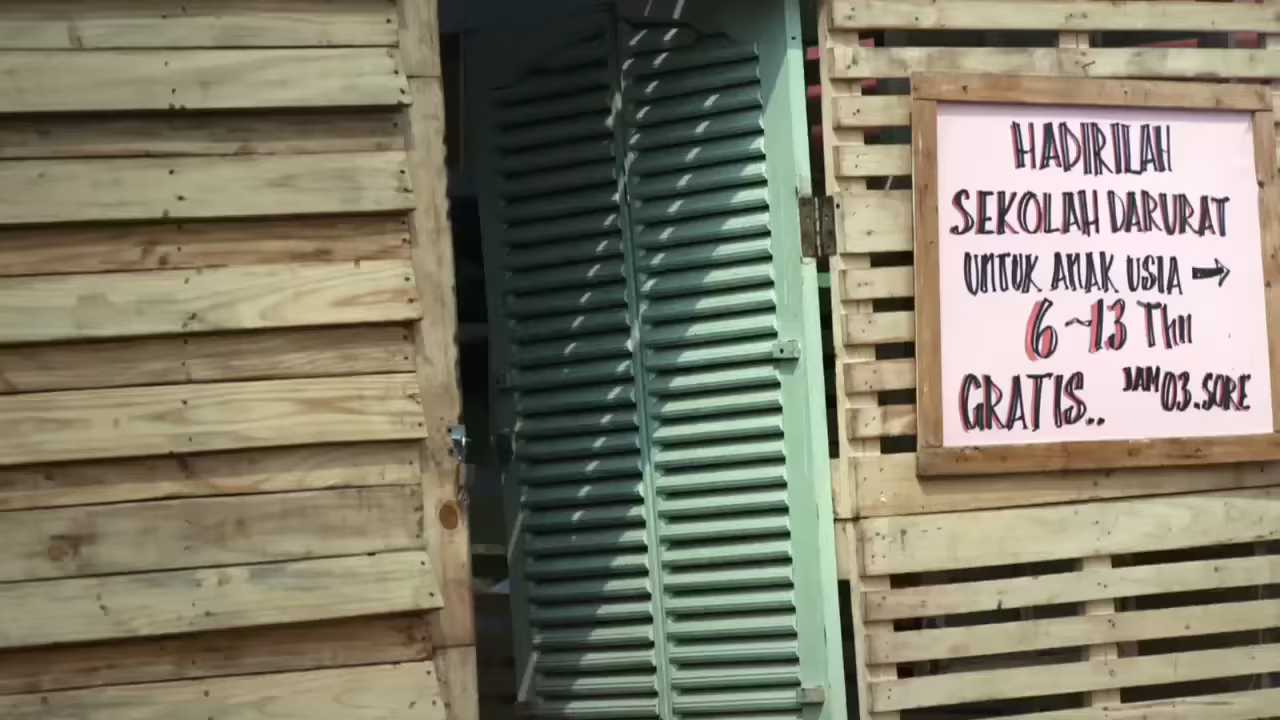 HADIRILAH
SEKOLAH DARURAT
UNTUK ANAK USIA →
6~13 Thn
GRATIS.. JAM 03.SORE